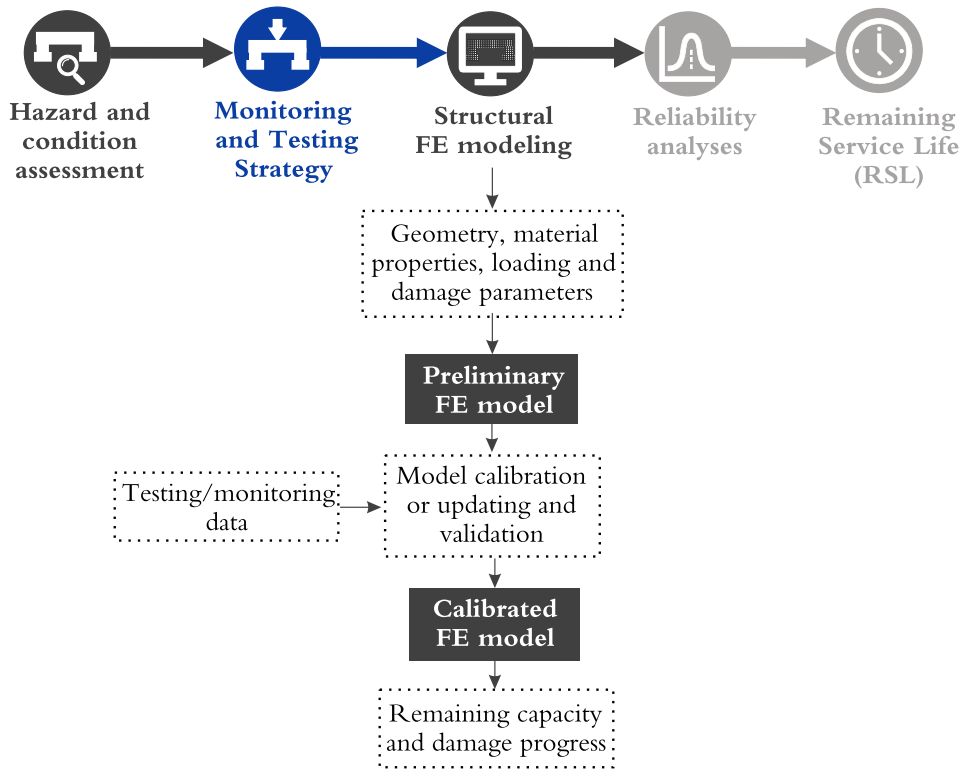 Hazard and
condition
assessment
Monitoring
and Testing
Strategy
Structural
FE modeling
Reliability
analyses
Remaining
Service Life
(RSL)
Geometry, material
properties, loading and
damage parameters
Preliminary
FE model
Testing/monitoring
data
Model calibration
or updating and
validation
Calibrated
FE model
Remaining capacity
and damage progress